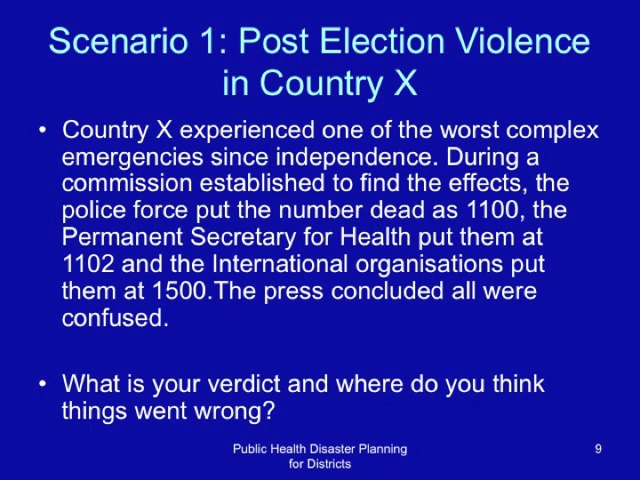 Scenario 1: Post Election Violence
in Country X
• Country X experienced one of the worst complex
emergencies since independence. During a
commission established to find the effects, the
police force put the number dead as 1100, the
Permanent Secretary for Health put them at
1102 and the International organisations put
them at 1500.The press concluded all were
confused.
• What is your verdict and where do you think
things went wrong?
Public Health Disaster Planning
for Districts
9